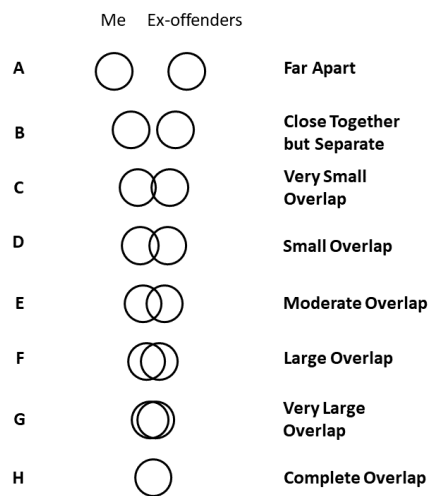 Me Ex-offenders
A Far Apart
B Close Together
but Separate
C Very Small
Overlap
D Small Overlap
E Moderate Overlap
F Large Overlap
G Very Large
Overlap
H Complete Overlap